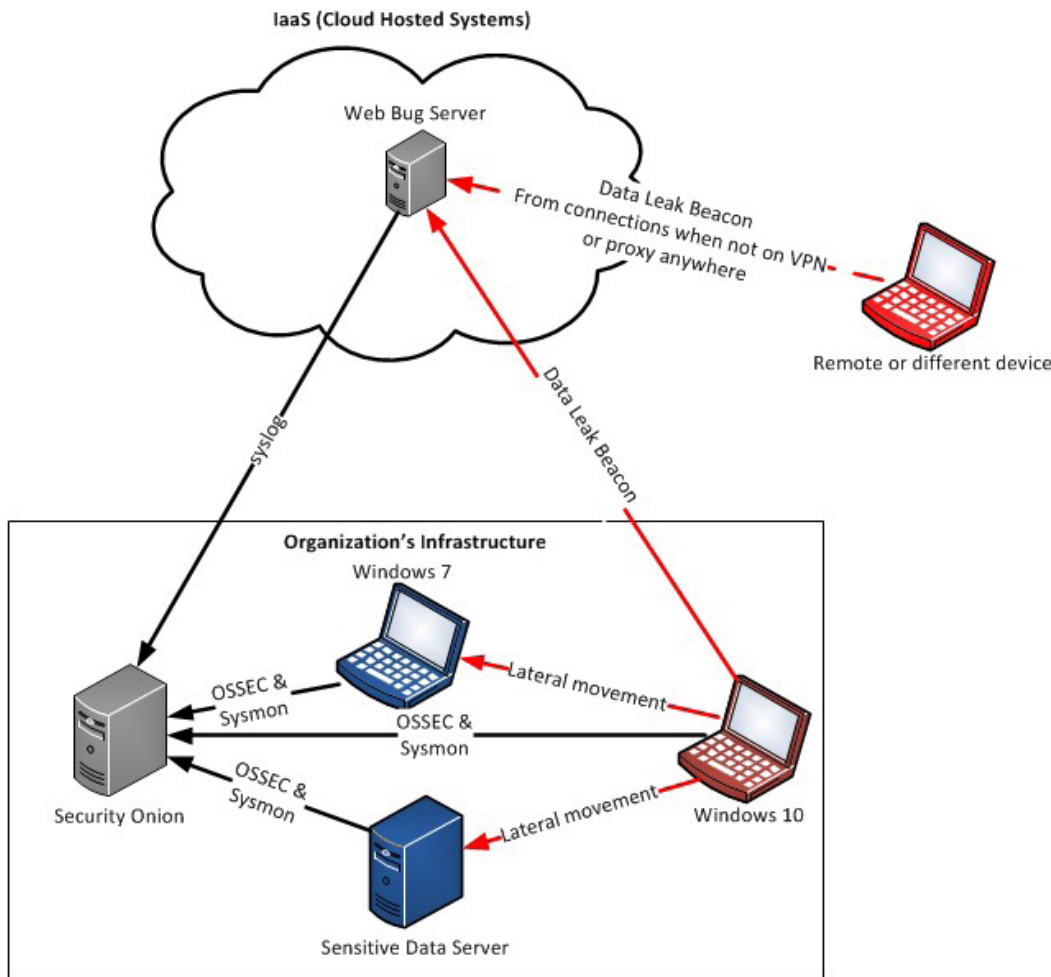 IaaS (Cloud Hosted Systems)
Web Bug Server
Data Leak Beacon
From connections when not on VPN
or proxy anywhere
Remote or different device
Data Leak Beacon
syslog
Organization's Infrastructure
Windows 7
Lateral movement
OSSEC &
Sysmon
OSSEC &
Sysmon
Security Onion
OSSEC &
Sysmon
Lateral movement
Windows 10
Sensitive Data Server